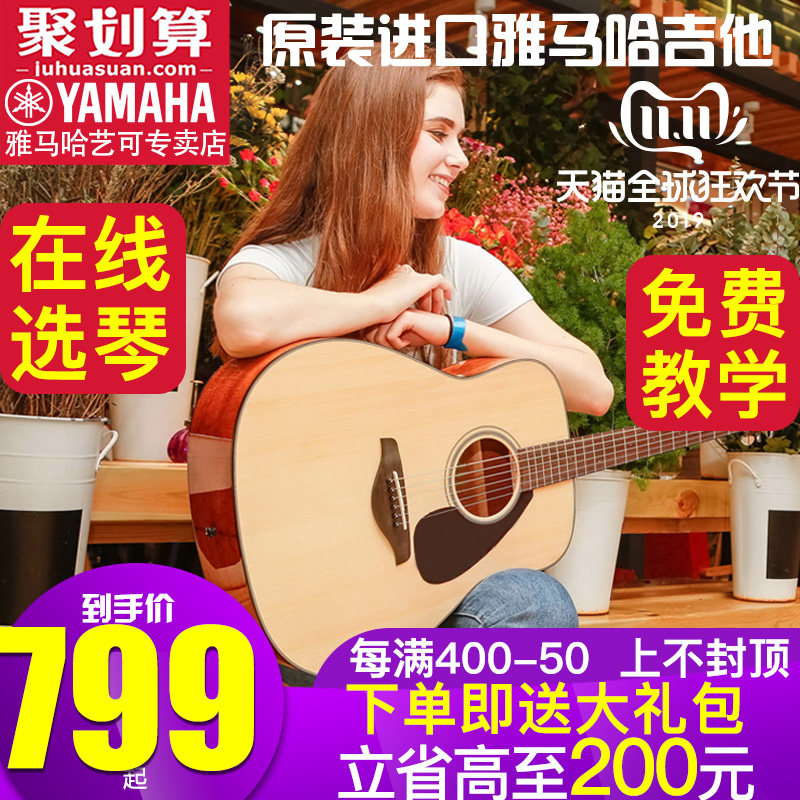 聚划算
juhuasuan.com
YAMAHA
雅马哈艺可专卖店
原装进口雅马哈吉他
11.11
天猫全球狂欢节
2019
在线
选琴
免费
教学
到手价
799
起
每满400-50 上不封顶
下单即送大礼包
立省高至200元